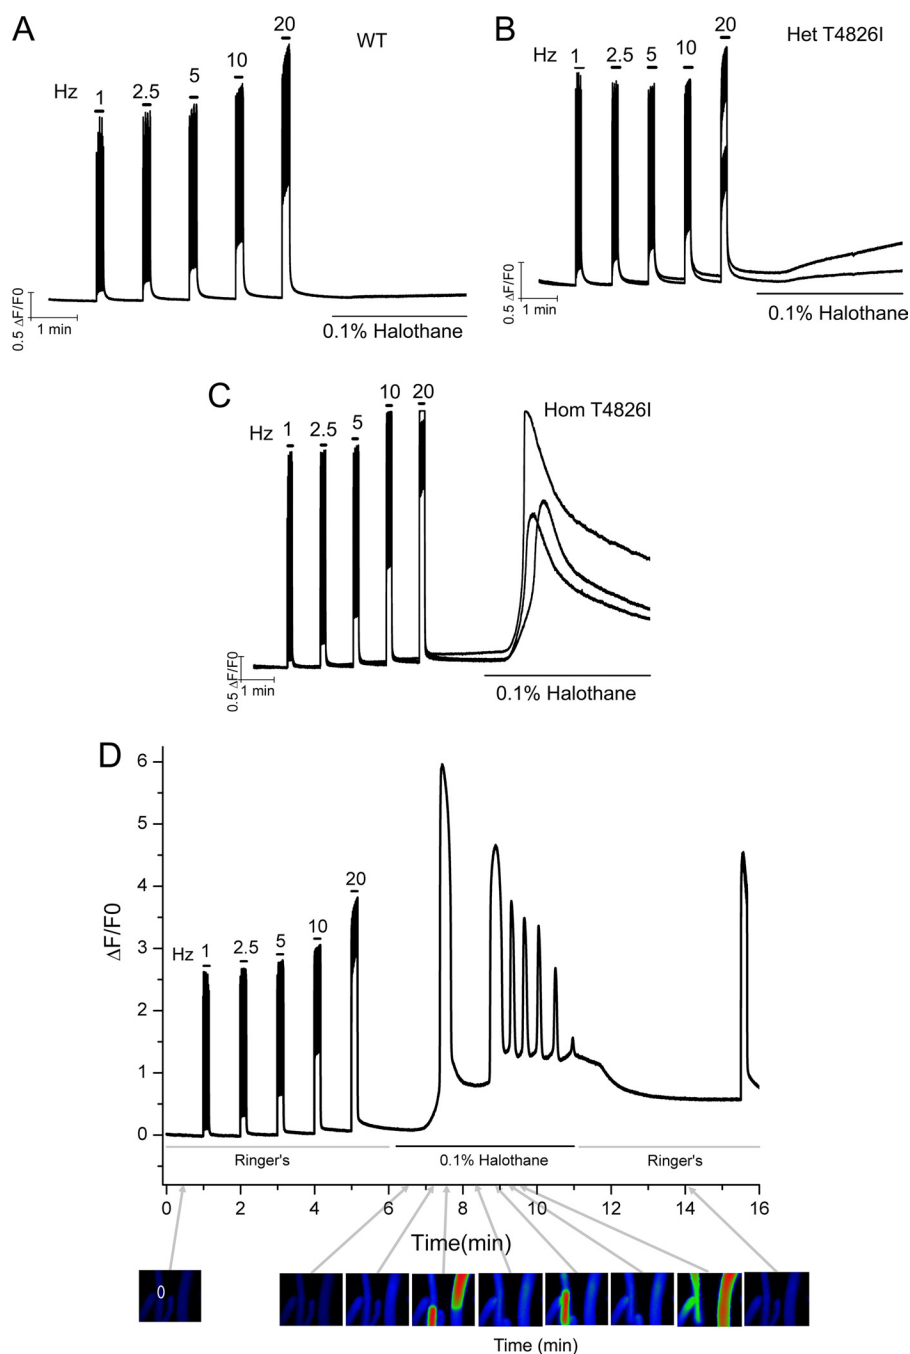 A
WT
Hz 1 2.5 5 10 20
0.5 ΔF/F0
1 min
0.1% Halothane
B
Het T4826I
Hz 1 2.5 5 10 20
0.5 ΔF/F0
1 min
0.1% Halothane
C
Hom T4826I
Hz 1 2.5 5 10 20
0.5 ΔF/F0
1 min
0.1% Halothane
D
ΔF/F0
6
5
4
3
2
1
0
Hz 1 2.5 5 10 20
Ringer's 0.1% Halothane Ringer's
0 2 4 6 8 10 12 14 16
Time(min)
Time (min)